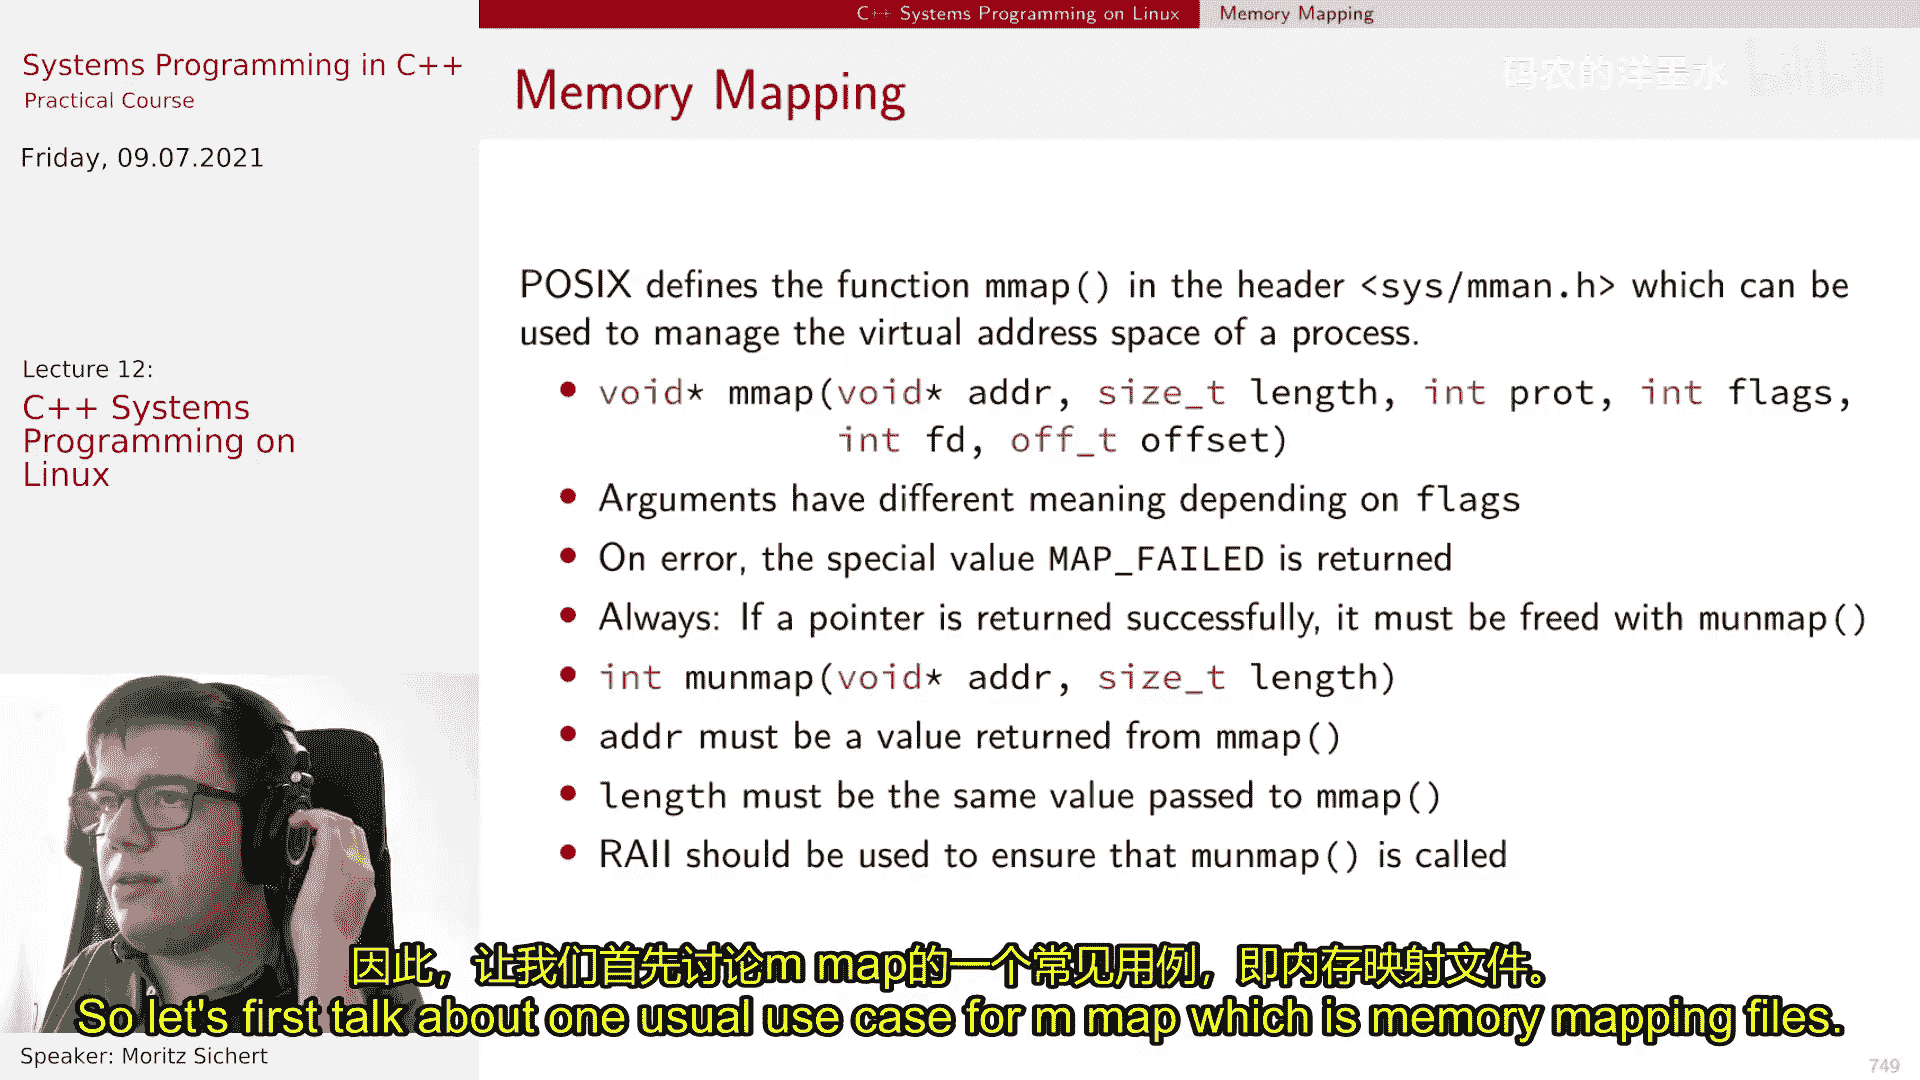 C++ Systems Programming on Linux
Memory Mapping
Systems Programming in C++
Practical Course
Friday, 09.07.2021
Lecture 12:
C++ Systems
Programming on
Linux
Memory Mapping
码农的洋墨水
POSIX defines the function mmap() in the header <sys/mman.h> which can be
used to manage the virtual address space of a process.
• void* mmap(void* addr, size_t length, int prot, int flags,
int fd, off_t offset)
• Arguments have different meaning depending on flags
• On error, the special value MAP_FAILED is returned
• Always: If a pointer is returned successfully, it must be freed with munmap()
• int munmap(void* addr, size_t length)
• addr must be a value returned from mmap()
• length must be the same value passed to mmap()
• RAII should be used to ensure that munmap() is called
因此，让我们首先讨论m map的一个常见用例，即内存映射文件。
So let's first talk about one usual use case for m map which is memory mapping files.
Speaker: Moritz Sichert
749